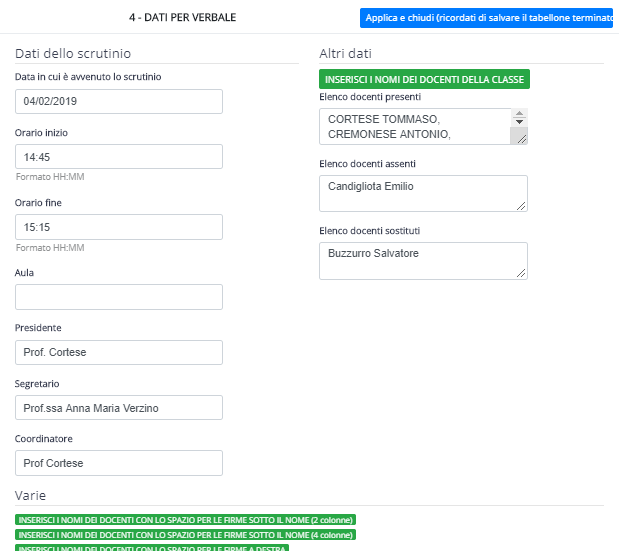 4 - DATI PER VERBALE
Applica e chiudi (ricordati di salvare il tabellone terminato
Dati dello scrutinio
Data in cui è avvenuto lo scrutinio
04/02/2019
Orario inizio
14:45
Formato HH:MM
Orario fine
15:15
Formato HH:MM
Aula
Presidente
Prof. Cortese
Segretario
Prof.ssa Anna Maria Verzino
Coordinatore
Prof Cortese
Altri dati
INSERISCI I NOMI DEI DOCENTI DELLA CLASSE
Elenco docenti presenti
CORTESE TOMMASO,
CREMONESE ANTONIO,
Elenco docenti assenti
Candigliota Emilio
Elenco docenti sostituti
Buzzurro Salvatore
Varie
INSERISCI I NOMI DEI DOCENTI CON LO SPAZIO PER LE FIRME SOTTO IL NOME (2 colonne)
INSERISCI I NOMI DEI DOCENTI CON LO SPAZIO PER LE FIRME SOTTO IL NOME (4 colonne)
INSERISCI I NOMI DEI DOCENTI CON LO SPAZIO PER LE FIRME A DESTRA